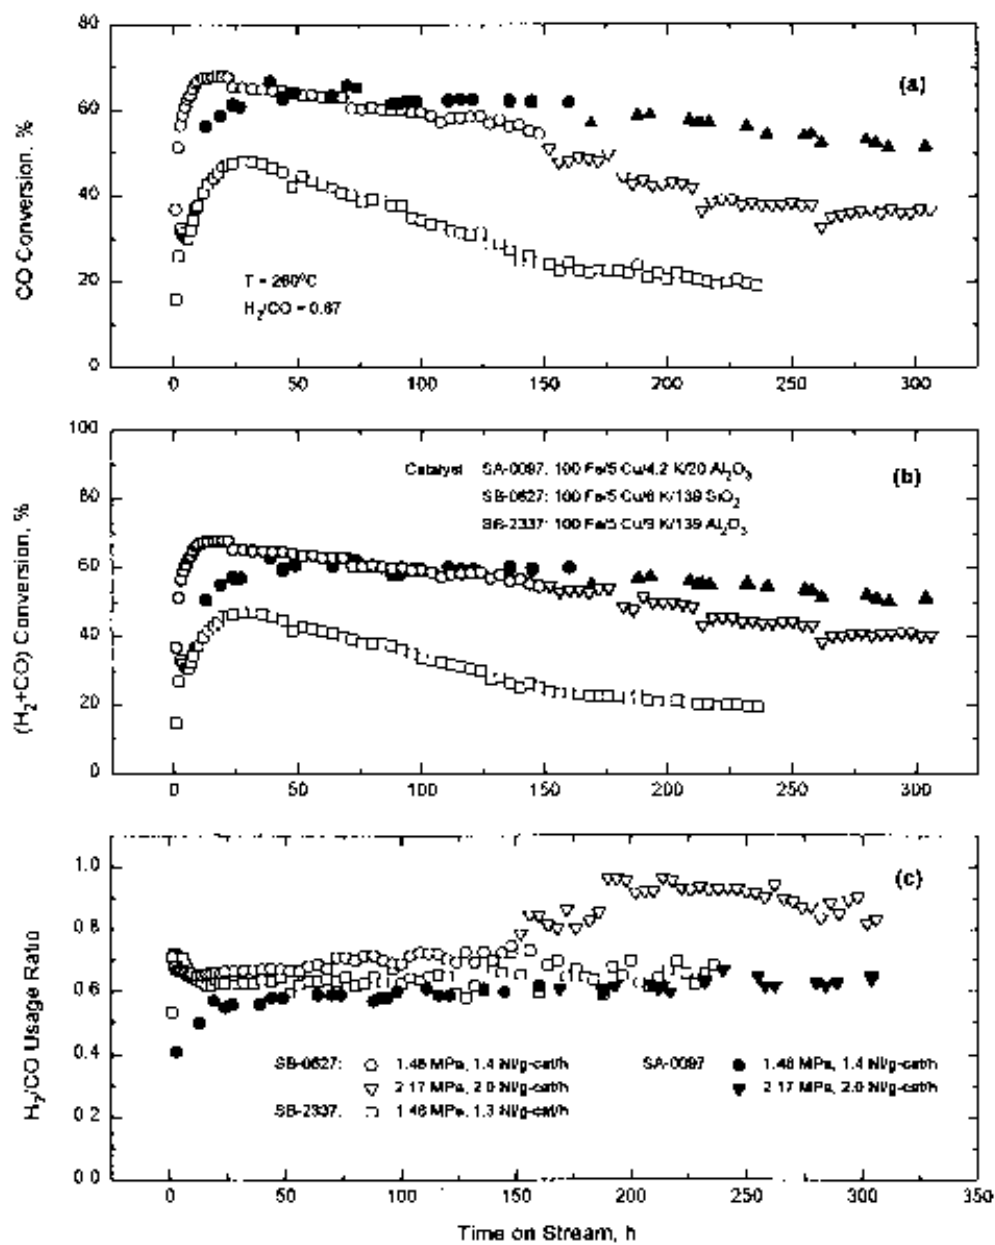 80
60
40
20
0
CO Conversion, %
(a)
T = 260°C
H2/CO = 0.67
0 50 100 150 200 250 300
100
80
60
40
20
0
(H2+CO) Conversion, %
(b)
Catalyst SA-0097: 100 Fe/5 Cu/4.2 K/20 Al2O3
SB-0627: 100 Fe/5 Cu/6 K/139 SiO2
SB-2337: 100 Fe/5 Cu/9 K/139 Al2O3
0 50 100 150 200 250 300
1.0
0.8
0.6
0.4
0.2
0.0
H2/CO Usage Ratio
(c)
SB-0627: 1.48 MPa, 1.4 Nl/g-cat/h
2.17 MPa, 2.0 Nl/g-cat/h
SB-2337: 1.48 MPa, 1.3 Nl/g-cat/h
SA-0097 1.48 MPa, 1.4 Nl/g-cat/h
2.17 MPa, 2.0 Nl/g-cat/h
0 50 100 150 200 250 300 350
Time on Stream, h